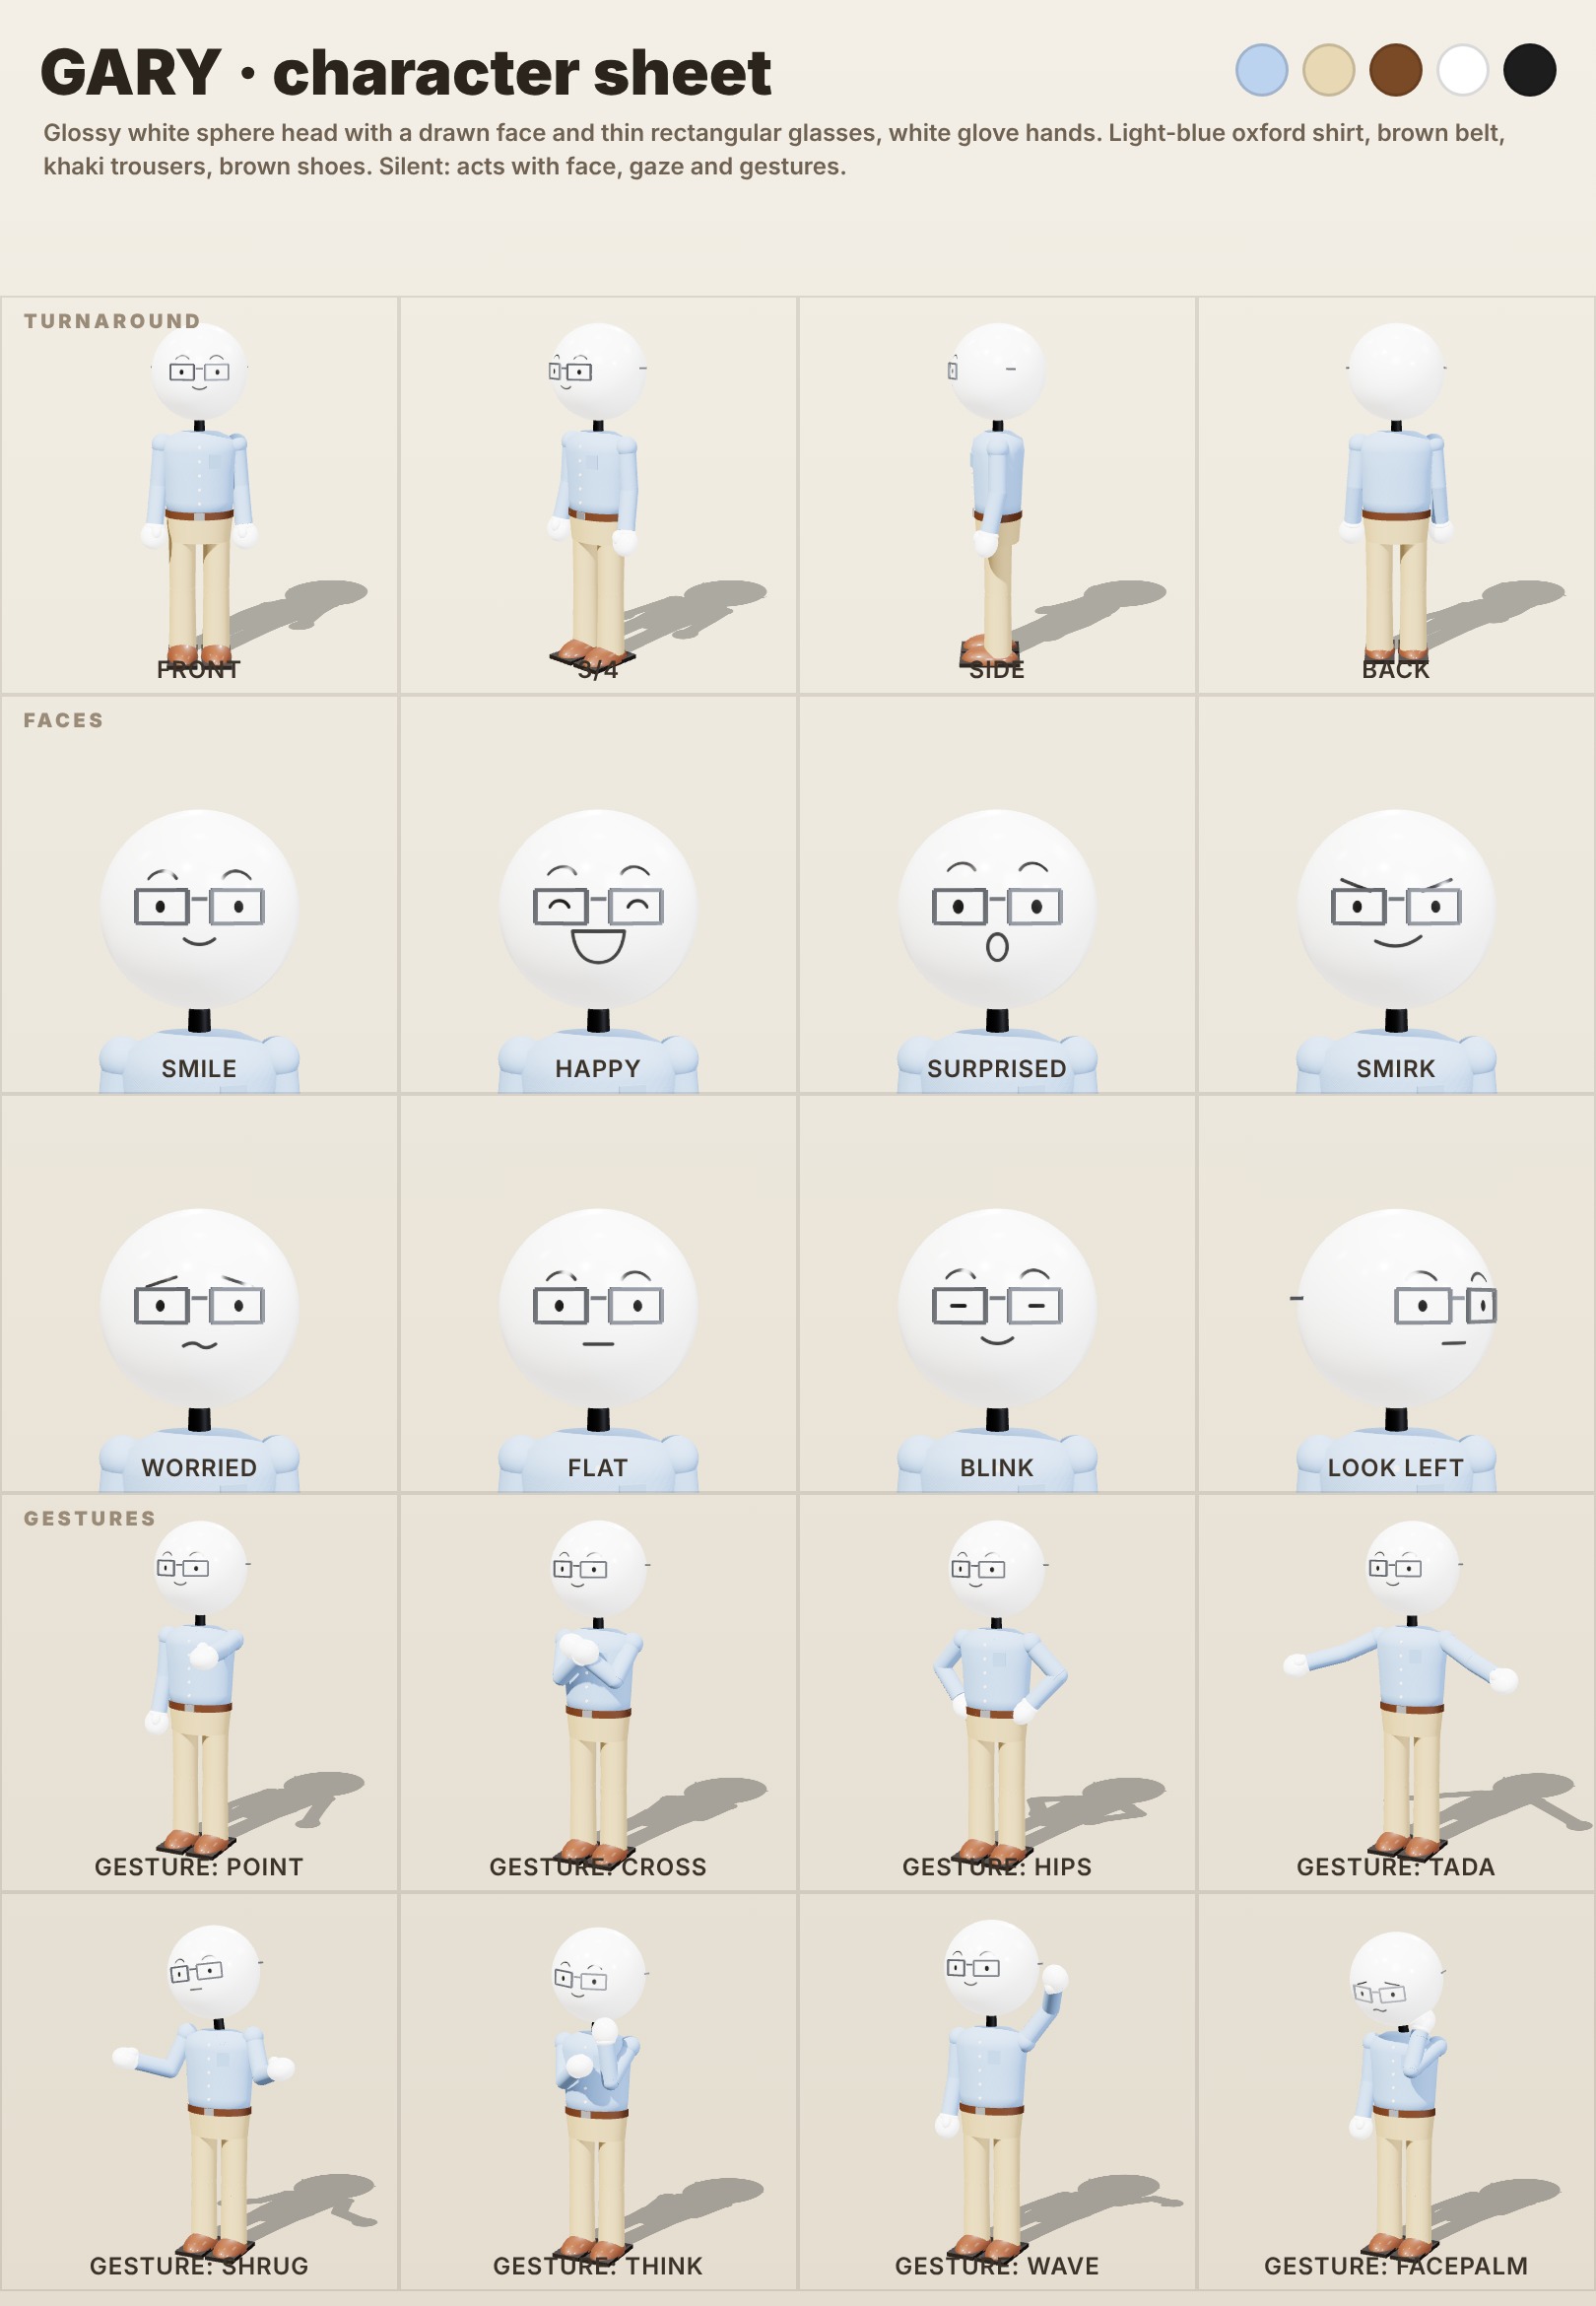 GARY · character sheet
Glossy white sphere head with a drawn face and thin rectangular glasses, white glove hands. Light-blue oxford shirt, brown belt,
khaki trousers, brown shoes. Silent: acts with face, gaze and gestures.
TURNAROUND
FRONT
3/4
SIDE
BACK
FACES
SMILE
HAPPY
SURPRISED
SMIRK
WORRIED
FLAT
BLINK
LOOK LEFT
GESTURES
GESTURE: POINT
GESTURE: CROSS
GESTURE: HIPS
GESTURE: TADA
GESTURE: SHRUG
GESTURE: THINK
GESTURE: WAVE
GESTURE: FACEPALM